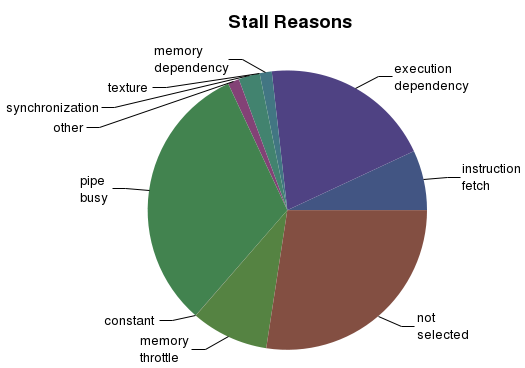 Stall Reasons
memory
dependency
execution
dependency
texture
synchronization
other
instruction
fetch
pipe
busy
constant
memory
throttle
not
selected